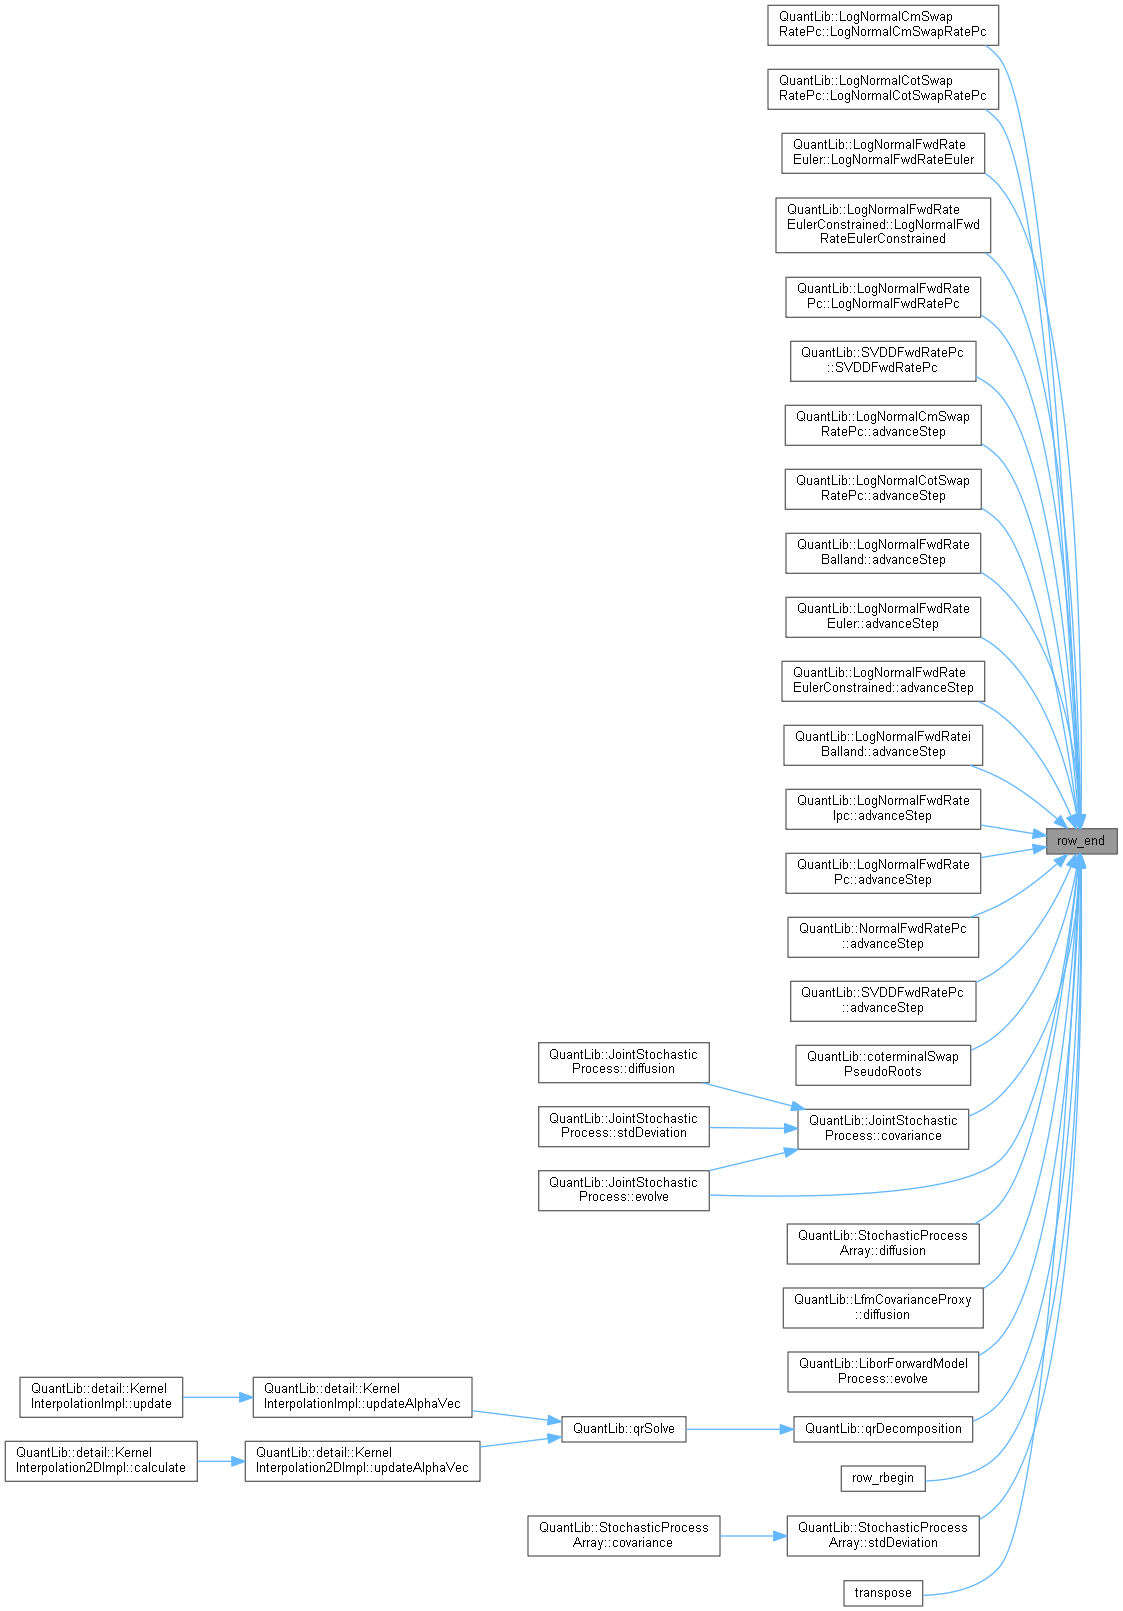 QuantLib::LogNormalCmSwap
RatePc::LogNormalCmSwapRatePc
QuantLib::LogNormalCotSwap
RatePc::LogNormalCotSwapRatePc
QuantLib::LogNormalFwdRate
Euler::LogNormalFwdRateEuler
QuantLib::LogNormalFwdRate
EulerConstrained::LogNormalFwd
RateEulerConstrained
QuantLib::LogNormalFwdRate
Pc::LogNormalFwdRatePc
QuantLib::SVDDFwdRatePc
::SVDDFwdRatePc
QuantLib::LogNormalCmSwap
RatePc::advanceStep
QuantLib::LogNormalCotSwap
RatePc::advanceStep
QuantLib::LogNormalFwdRate
Balland::advanceStep
QuantLib::LogNormalFwdRate
Euler::advanceStep
QuantLib::LogNormalFwdRate
EulerConstrained::advanceStep
QuantLib::LogNormalFwdRatei
Balland::advanceStep
QuantLib::LogNormalFwdRate
Ipc::advanceStep
row_end
QuantLib::LogNormalFwdRate
Pc::advanceStep
QuantLib::NormalFwdRatePc
::advanceStep
QuantLib::SVDDFwdRatePc
::advanceStep
QuantLib::coterminalSwap
PseudoRoots
QuantLib::JointStochastic
Process::diffusion
QuantLib::JointStochastic
Process::stdDeviation
QuantLib::JointStochastic
Process::covariance
QuantLib::JointStochastic
Process::evolve
QuantLib::StochasticProcess
Array::diffusion
QuantLib::LfmCovarianceProxy
::diffusion
QuantLib::LiborForwardModel
Process::evolve
QuantLib::detail::Kernel
InterpolationImpl::update
QuantLib::detail::Kernel
InterpolationImpl::updateAlphaVec
QuantLib::qrSolve
QuantLib::qrDecomposition
QuantLib::detail::Kernel
Interpolation2DImpl::calculate
QuantLib::detail::Kernel
Interpolation2DImpl::updateAlphaVec
row_rbegin
QuantLib::StochasticProcess
Array::covariance
QuantLib::StochasticProcess
Array::stdDeviation
transpose